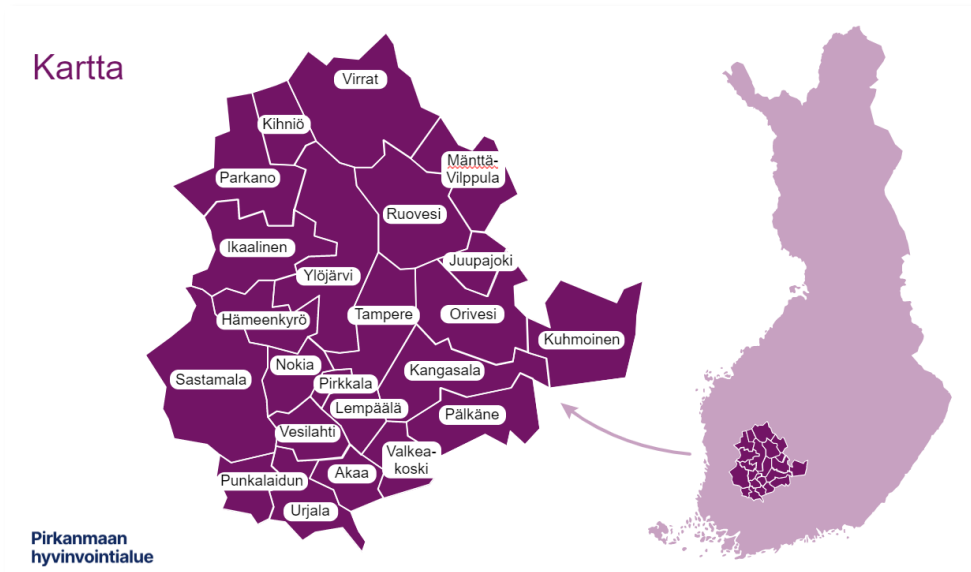 Kartta
Virrat
Kihniö
Mänttä-
Vilppula
Parkano
Ruovesi
Ikaalinen
Juupajoki
Ylöjärvi
Hämeenkyrö
Tampere
Orivesi
Kuhmoinen
Nokia
Pirkkala
Kangasala
Sastamala
Lempäälä
Pälkäne
Vesilahti
Valkea-
koski
Akaa
Punkalaidun
Urjala
Pirkanmaan
hyvinvointialue